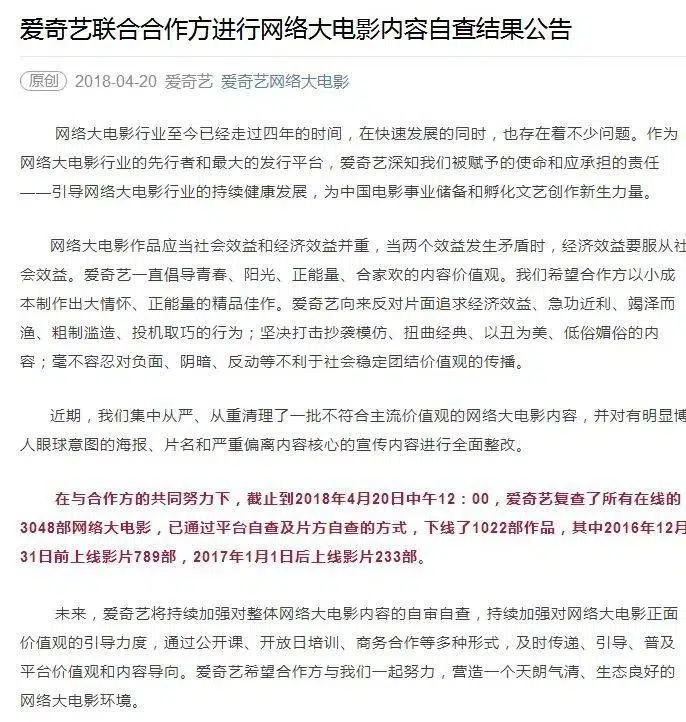 爱奇艺联合合作方进行网络大电影内容自查结果公告
原创 2018-04-20 爱奇艺 爱奇艺网络大电影
网络大电影行业至今已经走过四年的时间，在快速发展的同时，也存在着不少问题。作为
网络大电影行业的先行者和最大的发行平台，爱奇艺深知我们被赋予的使命和应承担的责任
——引导网络大电影行业的持续健康发展，为中国电影事业储备和孵化文艺创作新生力量。
网络大电影作品应当社会效益和经济效益并重，当两个效益发生矛盾时，经济效益要服从社
会效益。爱奇艺一直倡导青春、阳光、正能量、合家欢的内容价值观。我们希望合作方以小成
本制作出大情怀、正能量的精品佳作。爱奇艺向来反对片面追求经济效益、急功近利、竭泽而
渔、粗制滥造、投机取巧的行为；坚决打击抄袭模仿、扭曲经典、以丑为美、低俗媚俗的内
容；毫不容忍对负面、阴暗、反动等不利于社会稳定团结价值观的传播。
近期，我们集中从严、从重清理了一批不符合主流价值观的网络大电影内容，并对有明显博
人眼球意图的海报、片名和严重偏离内容核心的宣传内容进行全面整改。
在与合作方的共同努力下，截止到2018年4月20日中午12：00，爱奇艺复查了所有在线的
3048部网络大电影，已通过平台自查及片方自查的方式，下线了1022部作品，其中2016年12月
31日前上线影片789部，2017年1月1日后上线影片233部。
未来，爱奇艺将持续加强对整体网络大电影内容的自审自查，持续加强对网络大电影正面
价值观的引导力度，通过公开课、开放日培训、商务合作等多种形式，及时传递、引导、普及
平台价值观和内容导向。爱奇艺希望合作方与我们一起努力，营造一个天朗气清、生态良好的
网络大电影环境。